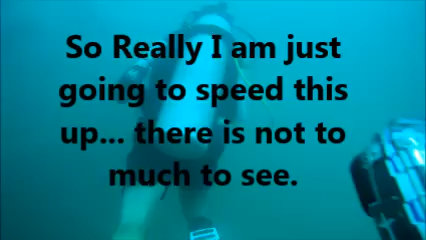 So Really I am just
going to speed this
up... there is not to
much to see.